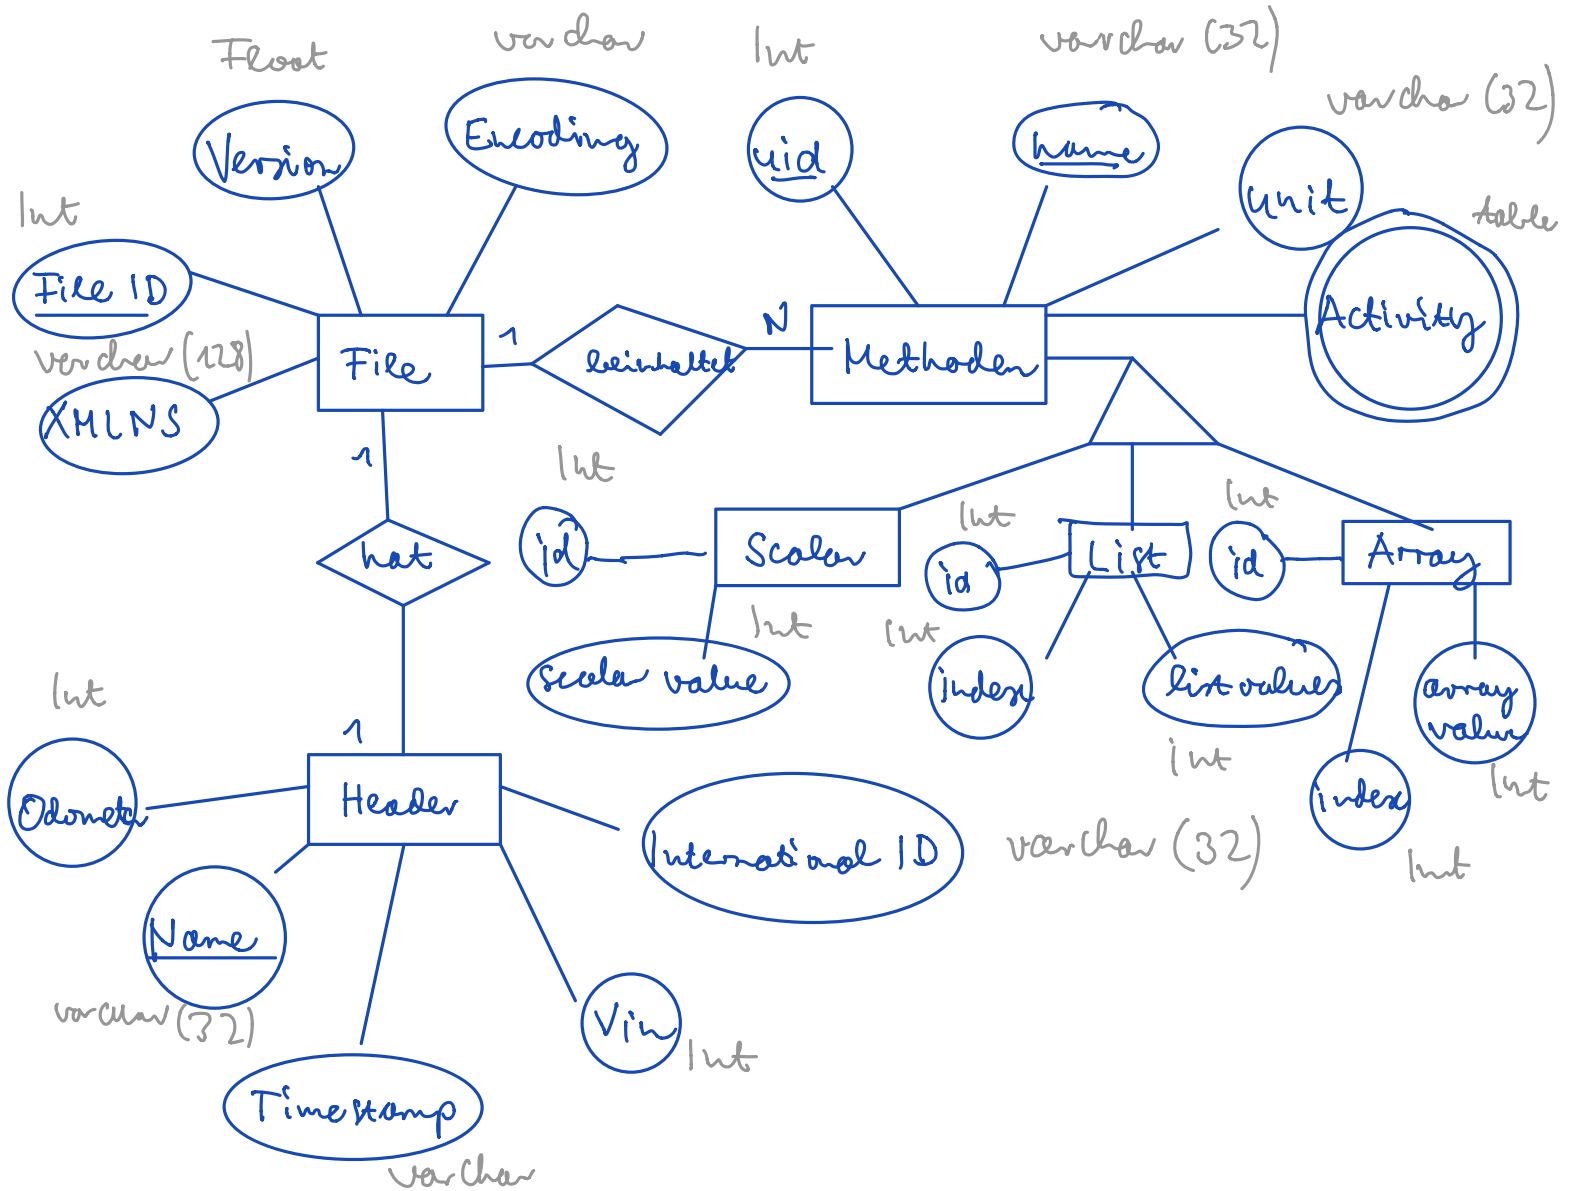 Float
varchar
Int
varchar (32)
varchar (32)
Version
Encoding
uid
name
unit
table
Int
File ID
Activity
varchar (128)
XMLNS
File
1
beinhaltet
N
Methoden
1
Int
Int
Int
hat
id
Scalar
id
List
id
Array
Int
Int
scalar value
index
list values
array
value
Int
1
int
Int
Odometer
Header
International ID
varchar (32)
index
Int
Name
varchar (32)
Vin
Int
Timestamp
varchar